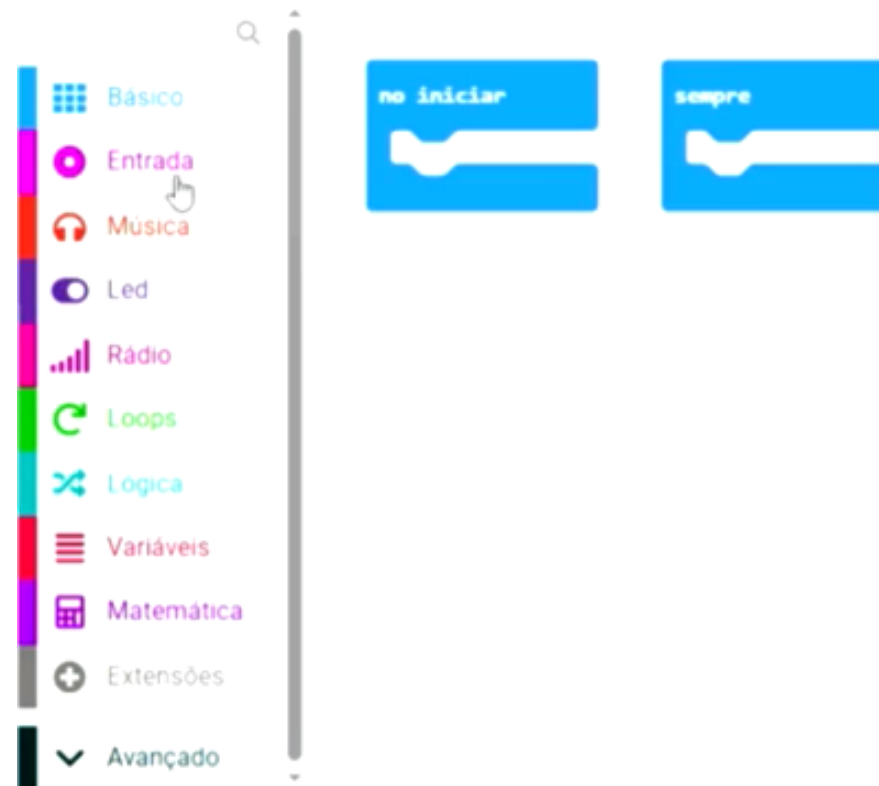 Básico
Entrada
Música
Led
Rádio
Loops
Lógica
Variáveis
Matemática
Extensões
Avançado
no iniciar
sempre